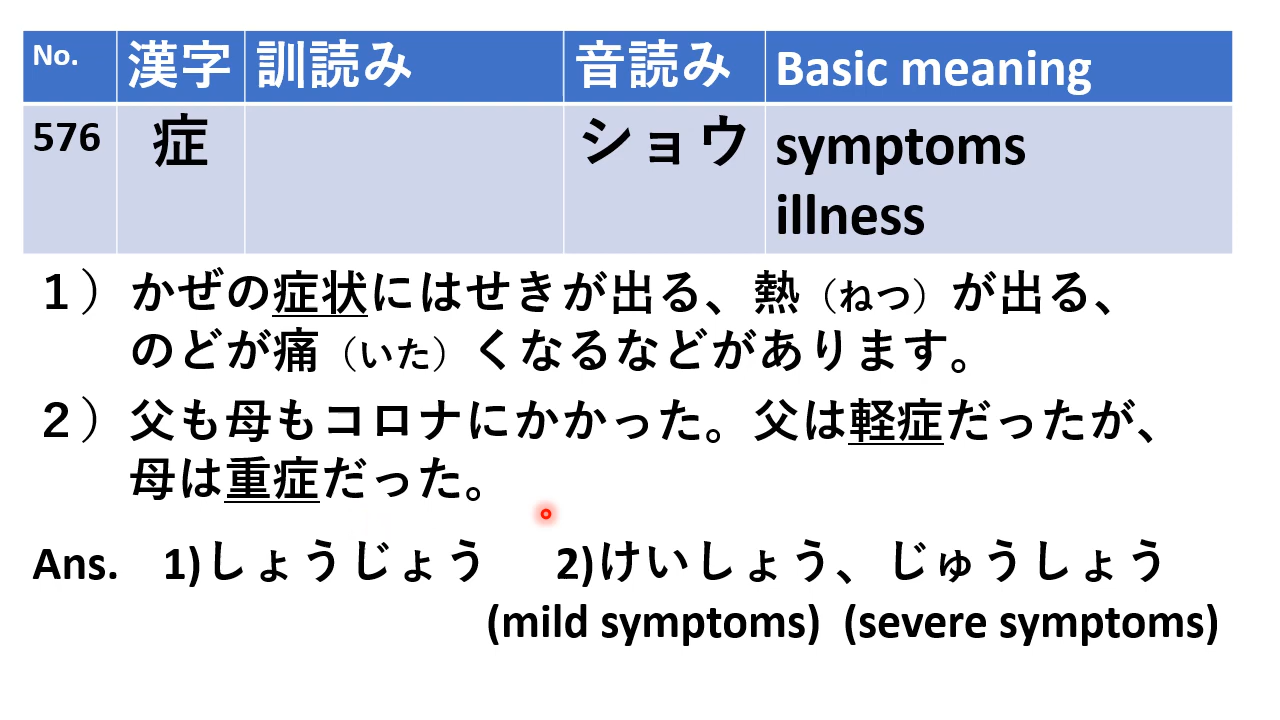 No. 漢字 訓読み 音読み Basic meaning
576 症 ショウ symptoms
illness
１）かぜの症状にはせきが出る、熱（ねつ）が出る、
のどが痛（いた）くなるなどがあります。
２）父も母もコロナにかかった。父は軽症だったが、
母は重症だった。
Ans. 1)しょうじょう 2)けいしょう、じゅうしょう
(mild symptoms) (severe symptoms)